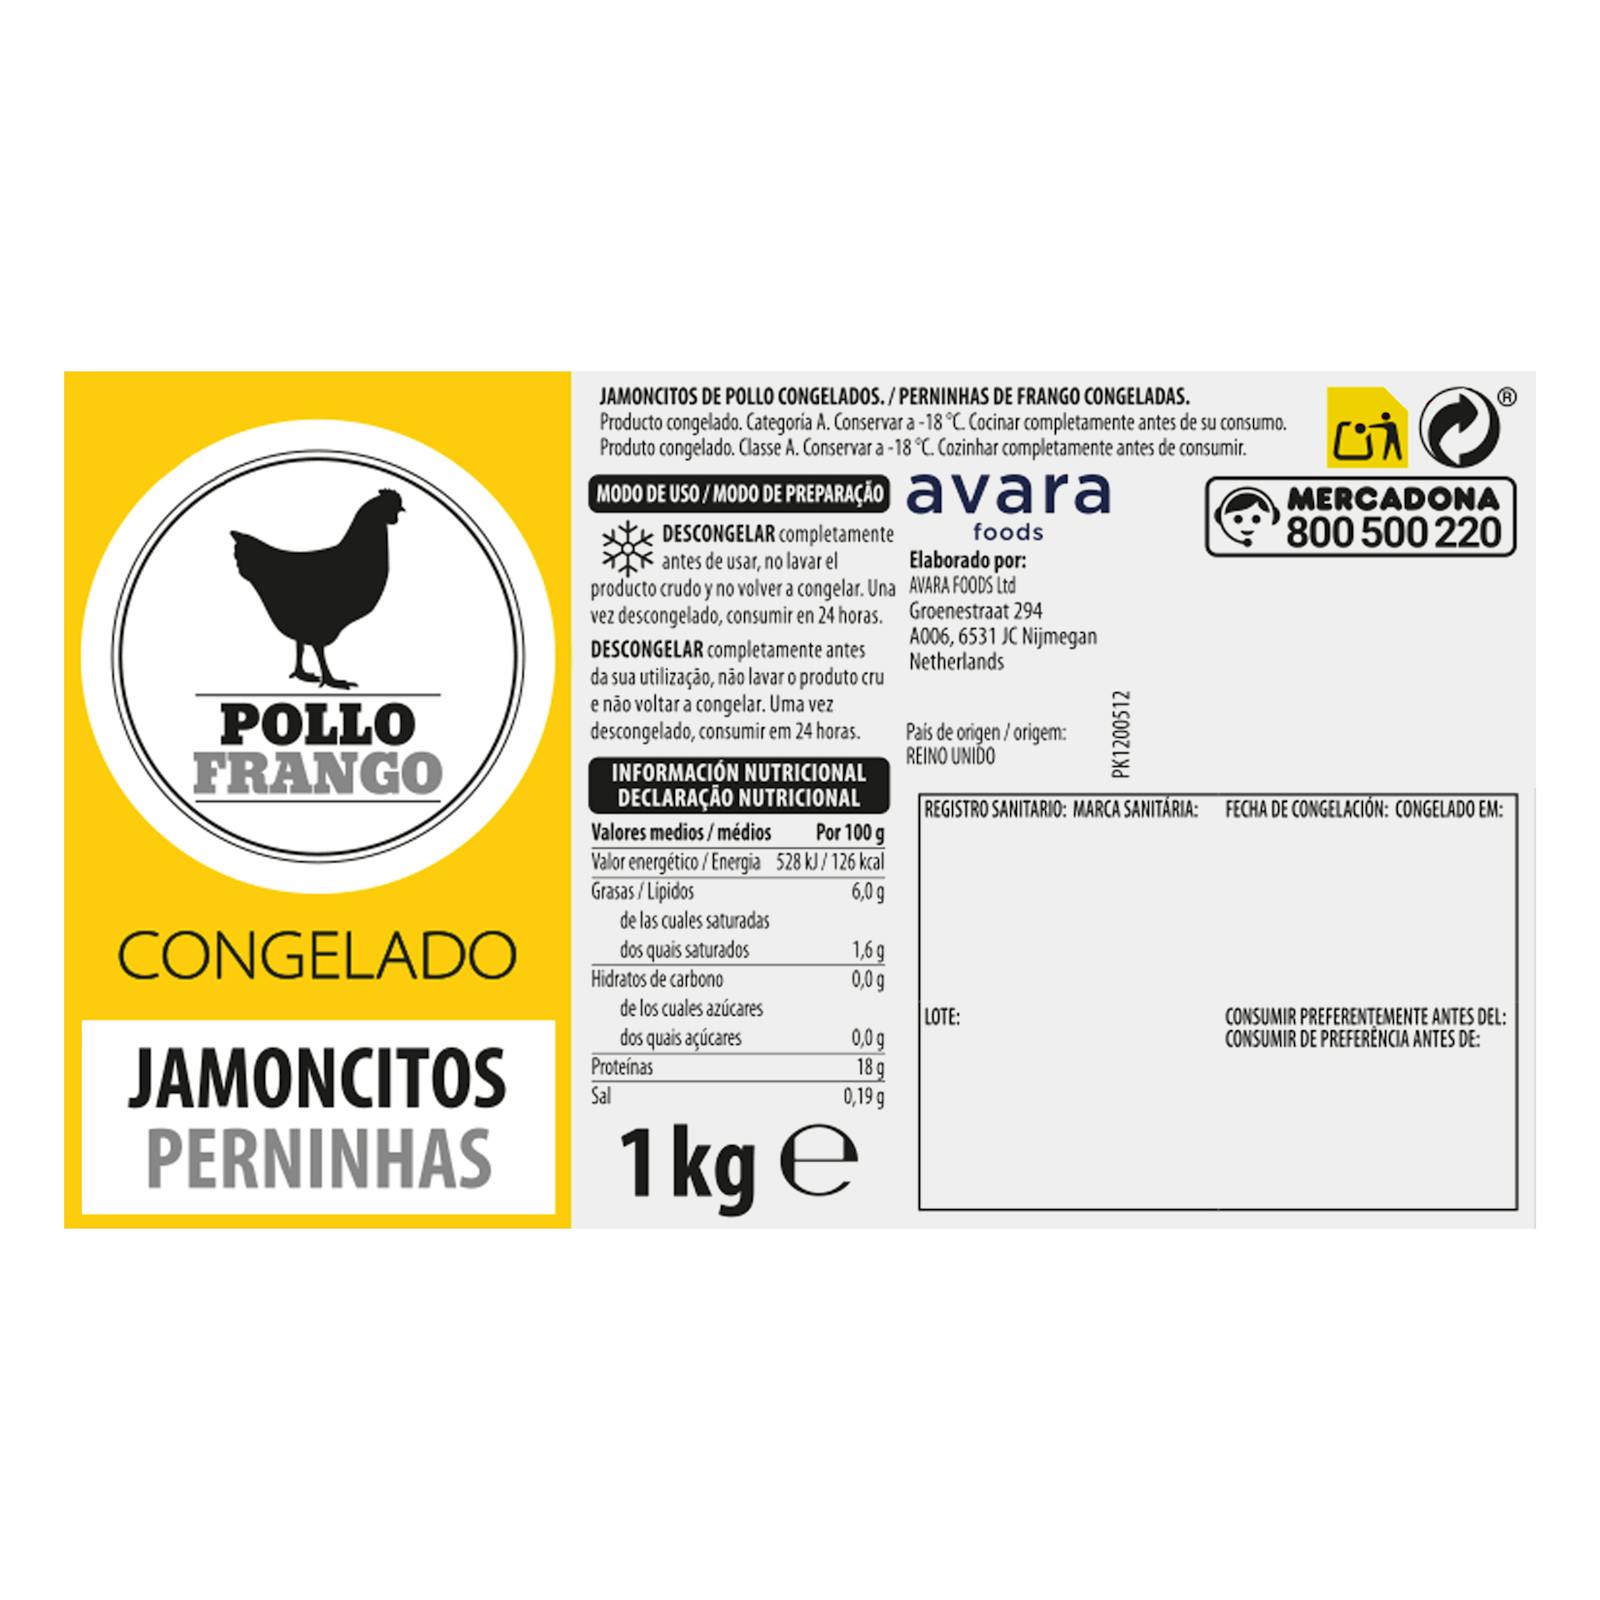 POLLO
FRANGO
CONGELADO
JAMONCITOS
PERNINHAS
JAMONCITOS DE POLLO CONGELADOS. / PERNINHAS DE FRANGO CONGELADAS.
Producto congelado. Categoría A. Conservar a -18 °C. Cocinar completamente antes de su consumo.
Produto congelado. Classe A. Conservar a -18 °C. Cozinhar completamente antes de consumir.
MODO DE USO / MODO DE PREPARAÇÃO
DESCONGELAR completamente
antes de usar, no lavar el
producto crudo y no volver a congelar. Una
vez descongelado, consumir en 24 horas.
DESCONGELAR completamente antes
da sua utilização, não lavar o produto cru
e não voltar a congelar. Uma vez
descongelado, consumir em 24 horas.
INFORMACIÓN NUTRICIONAL
DECLARAÇÃO NUTRICIONAL
Valores medios / médios Por 100 g
Valor energético / Energia 528 kJ / 126 kcal
Grasas / Lípidos 6,0 g
de las cuales saturadas
dos quais saturados 1,6 g
Hidratos de carbono 0,0 g
de los cuales azúcares
dos quais açúcares 0,0 g
Proteínas 18 g
Sal 0,19 g
1 kg ℮
avara
foods
Elaborado por:
AVARA FOODS Ltd
Groenestraat 294
A006, 6531 JC Nijmegan
Netherlands
País de origen / origem:
REINO UNIDO
PK1200512
®
MERCADONA
800 500 220
REGISTRO SANITARIO: MARCA SANITÁRIA:
FECHA DE CONGELACIÓN: CONGELADO EM:
LOTE:
CONSUMIR PREFERENTEMENTE ANTES DEL:
CONSUMIR DE PREFERÊNCIA ANTES DE: